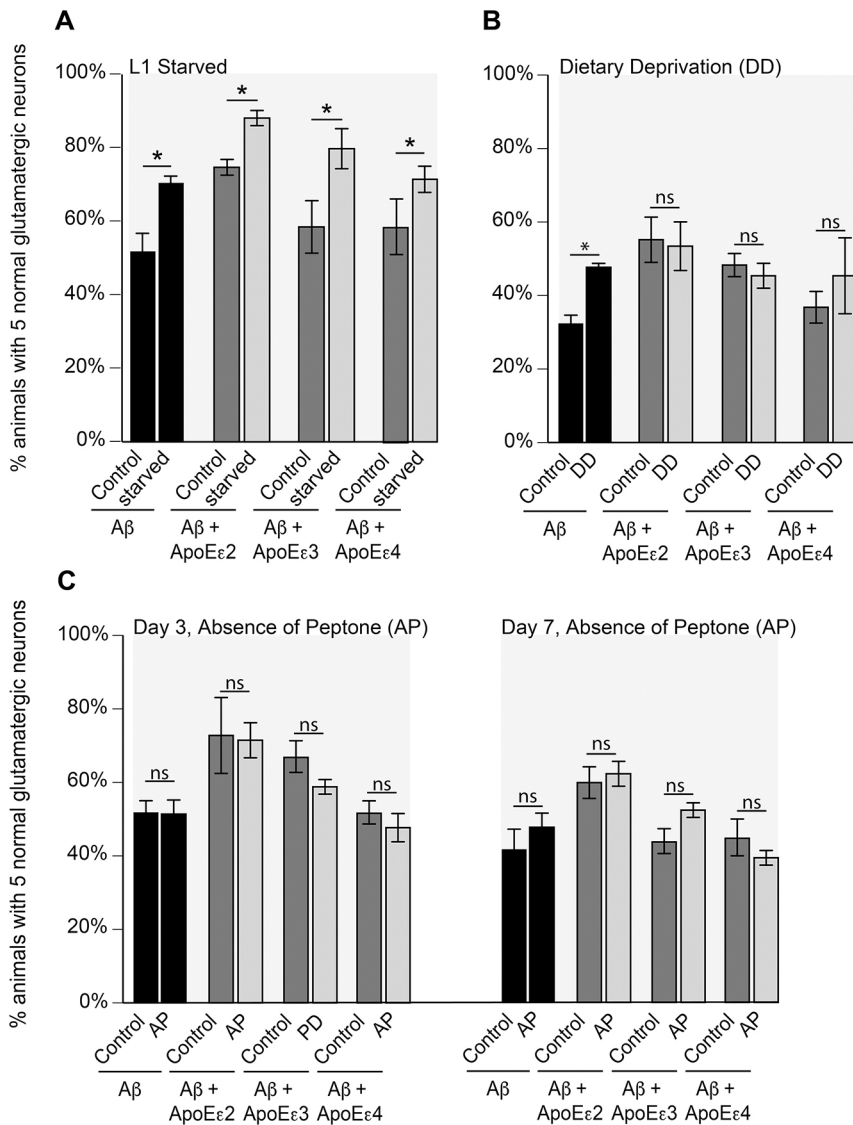 A
L1 Starved
% animals with 5 normal glutamatergic neurons
100%
80%
60%
40%
20%
0%
* * * *
Control starved Control starved Control starved Control starved
Aβ Aβ + ApoEε2 Aβ + ApoEε3 Aβ + ApoEε4
B
Dietary Deprivation (DD)
100%
80%
60%
40%
20%
0%
* ns ns ns
Control DD Control DD Control DD Control DD
Aβ Aβ + ApoEε2 Aβ + ApoEε3 Aβ + ApoEε4
C
Day 3, Absence of Peptone (AP)
% animals with 5 normal glutamatergic neurons
100%
80%
60%
40%
20%
0%
ns ns ns ns
Control AP Control AP Control PD Control AP
Aβ Aβ + ApoEε2 Aβ + ApoEε3 Aβ + ApoEε4
Day 7, Absence of Peptone (AP)
ns ns ns ns
Control AP Control AP Control AP Control AP
Aβ Aβ + ApoEε2 Aβ + ApoEε3 Aβ + ApoEε4